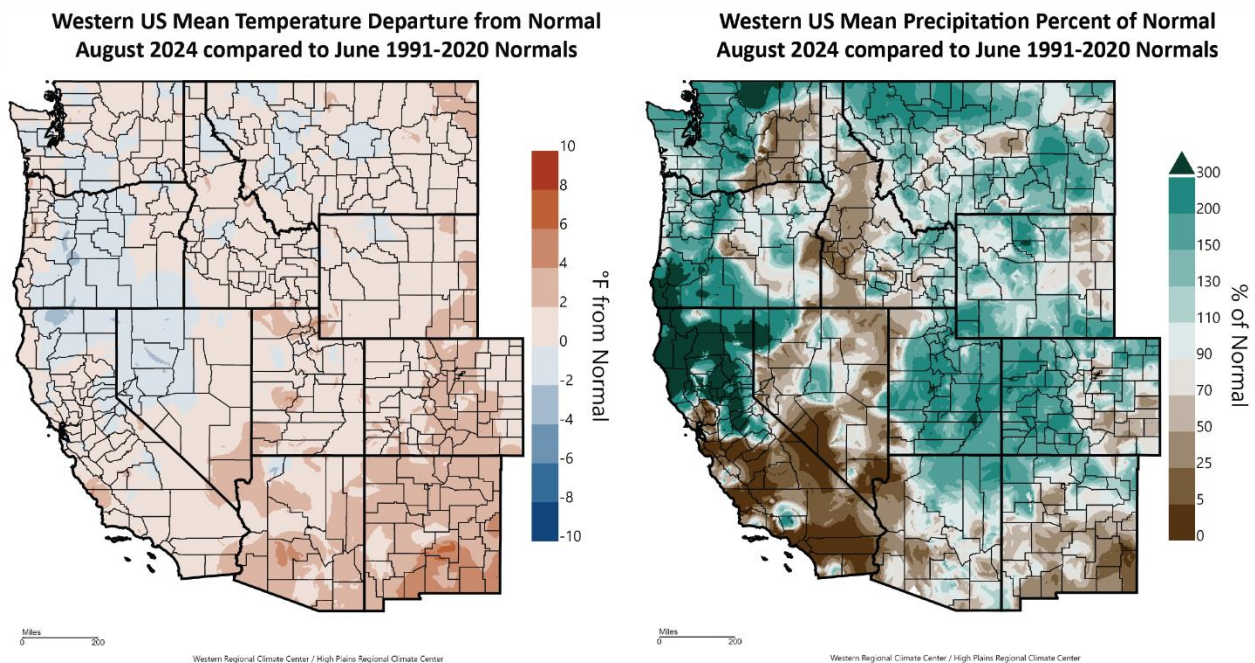 Western US Mean Temperature Departure from Normal
August 2024 compared to June 1991-2020 Normals
10
8
6
4
2
0
-2
-4
-6
-8
-10
°F from Normal
Miles
0 200
Western Regional Climate Center / High Plains Regional Climate Center
Western US Mean Precipitation Percent of Normal
August 2024 compared to June 1991-2020 Normals
300
200
150
130
110
90
70
50
25
5
0
% of Normal
Miles
0 200
Western Regional Climate Center / High Plains Regional Climate Center